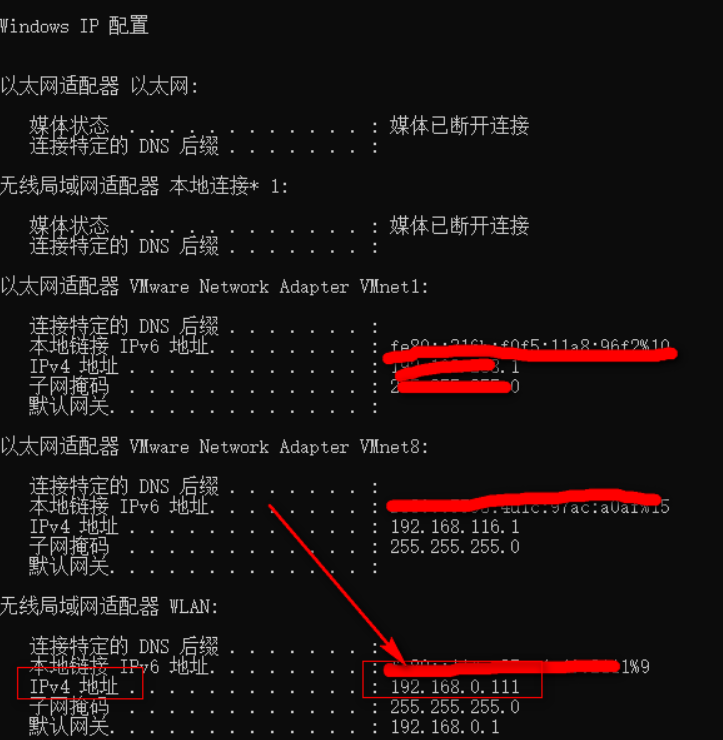 Windows IP 配置
以太网适配器 以太网:
媒体状态 . . . . . . . . . . . . : 媒体已断开连接
连接特定的 DNS 后缀 . . . . . . . :
无线局域网适配器 本地连接* 1:
媒体状态 . . . . . . . . . . . . : 媒体已断开连接
连接特定的 DNS 后缀 . . . . . . . :
以太网适配器 VMware Network Adapter VMnet1:
连接特定的 DNS 后缀 . . . . . . . :
本地链接 IPv6 地址. . . . . . . . :
IPv4 地址 . . . . . . . . . . . . :
子网掩码 . . . . . . . . . . . . :
默认网关. . . . . . . . . . . . . :
以太网适配器 VMware Network Adapter VMnet8:
连接特定的 DNS 后缀 . . . . . . . :
本地链接 IPv6 地址. . . . . . . . :
IPv4 地址 . . . . . . . . . . . . : 192.168.116.1
子网掩码 . . . . . . . . . . . . : 255.255.255.0
默认网关. . . . . . . . . . . . . :
无线局域网适配器 WLAN:
连接特定的 DNS 后缀 . . . . . . . :
本地链接 IPv6 地址. . . . . . . . :
IPv4 地址 . . . . . . . . . . . . : 192.168.0.111
子网掩码 . . . . . . . . . . . . : 255.255.255.0
默认网关. . . . . . . . . . . . . : 192.168.0.1